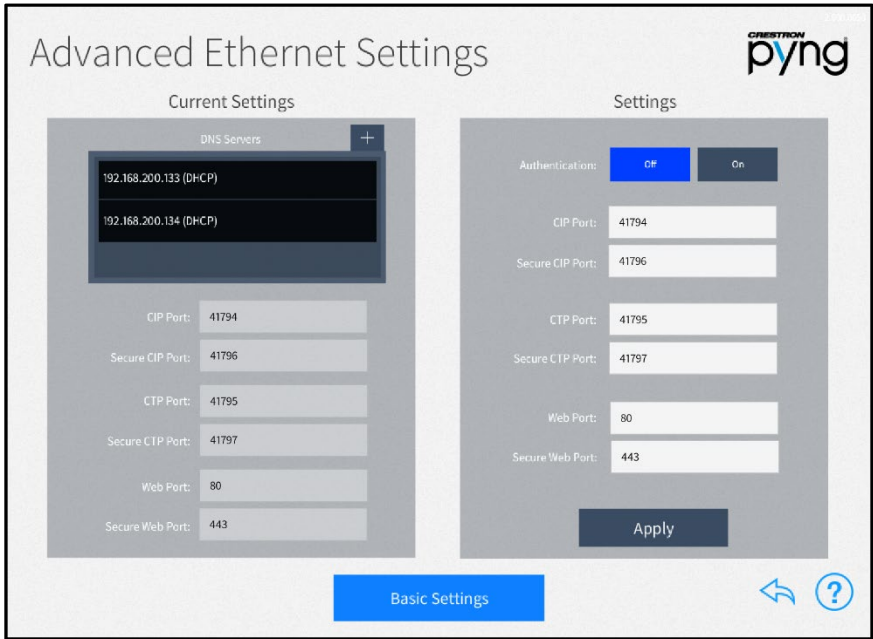 Advanced Ethernet Settings
CRESTRON
pyng
Current Settings
DNS Servers
+
192.168.200.133 (DHCP)
192.168.200.134 (DHCP)
CIP Port: 41794
Secure CIP Port: 41796
CTP Port: 41795
Secure CTP Port: 41797
Web Port: 80
Secure Web Port: 443
Settings
Authentication: Off On
CIP Port: 41794
Secure CIP Port: 41796
CTP Port: 41795
Secure CTP Port: 41797
Web Port: 80
Secure Web Port: 443
Apply
Basic Settings
?